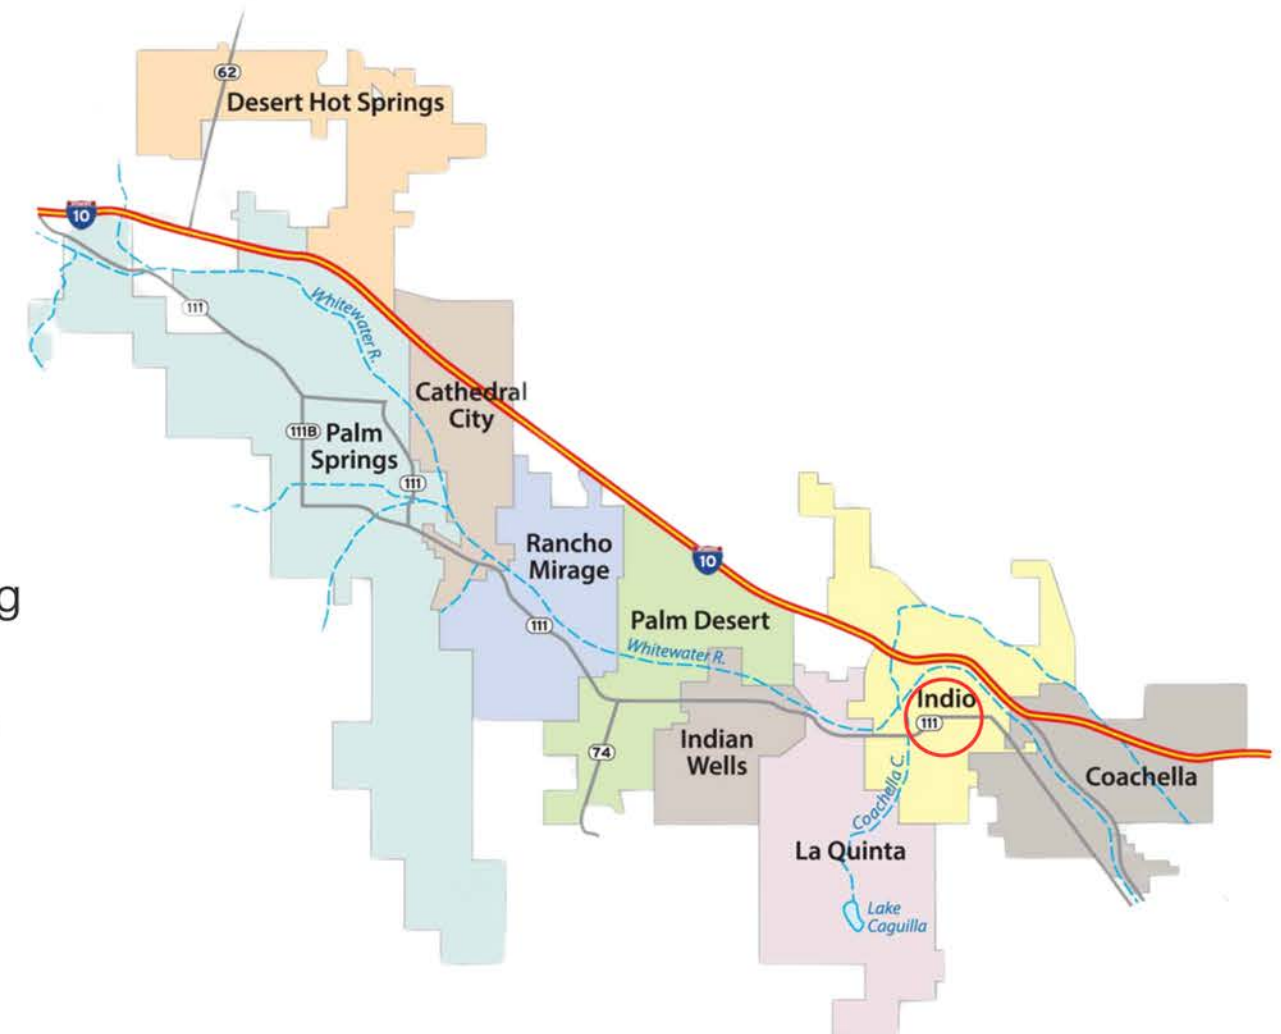 62
Desert Hot Springs
10
111
Whitewater R.
Cathedral
City
111B
Palm
Springs
111
Rancho
Mirage
10
g
111
Palm Desert
Whitewater R.
Indio
111
74
Indian
Wells
Coachella
Coachella C.
La Quinta
Lake
Caguilla